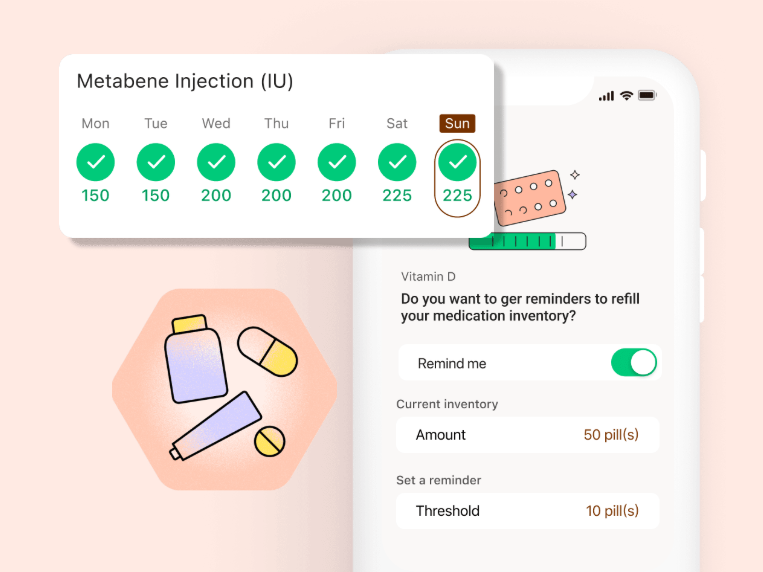 Metabene Injection (IU)
Mon Tue Wed Thu Fri Sat Sun
150 150 200 200 200 225 225
Vitamin D
Do you want to ger reminders to refill
your medication inventory?
Remind me
Current inventory
Amount 50 pill(s)
Set a reminder
Threshold 10 pill(s)